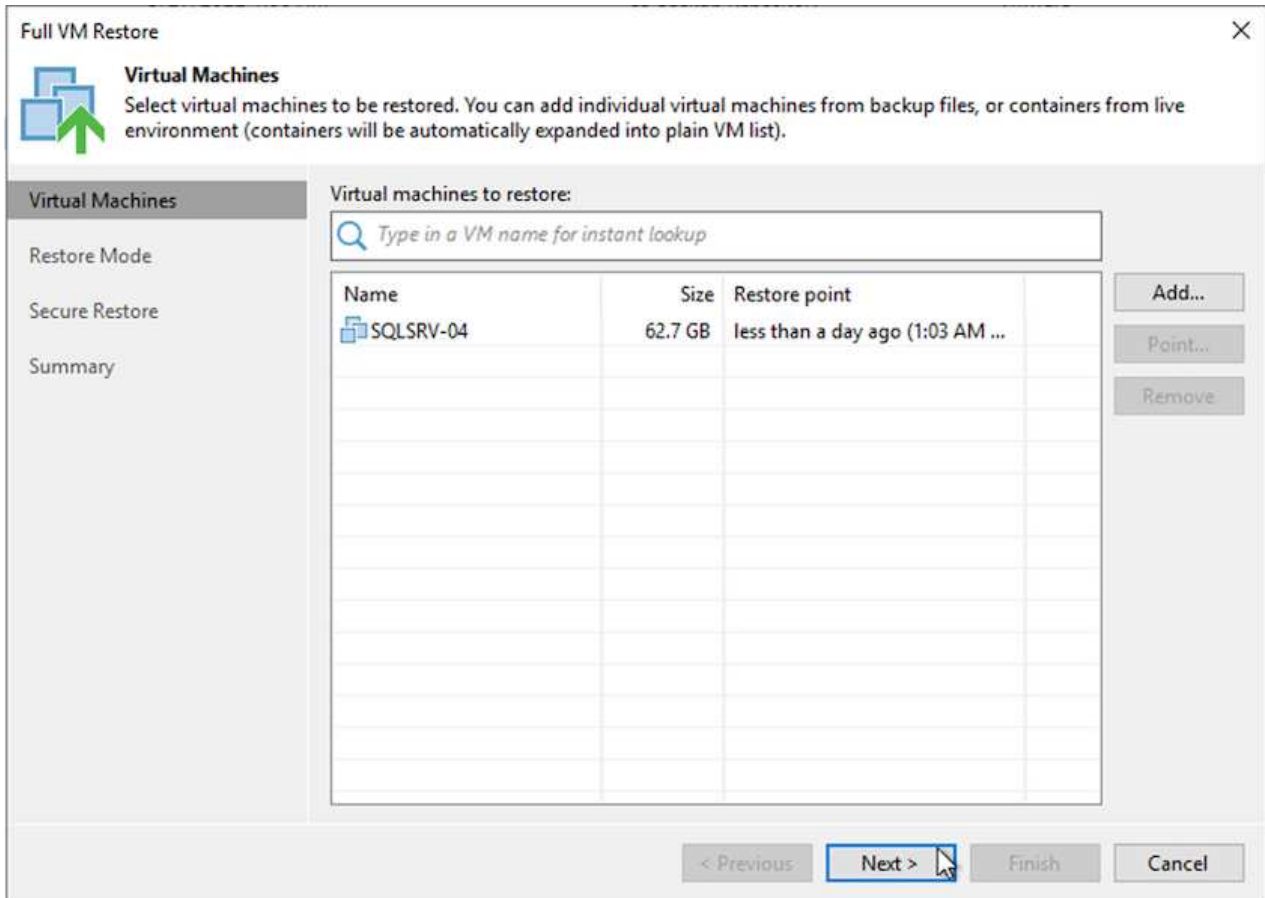 Full VM Restore
Virtual Machines
Select virtual machines to be restored. You can add individual virtual machines from backup files, or containers from live
environment (containers will be automatically expanded into plain VM list).
Virtual Machines
Restore Mode
Secure Restore
Summary
Virtual machines to restore:
Type in a VM name for instant lookup
Name Size Restore point
SQLSRV-04 62.7 GB less than a day ago (1:03 AM ...
Add...
Point...
Remove
< Previous Next > Finish Cancel